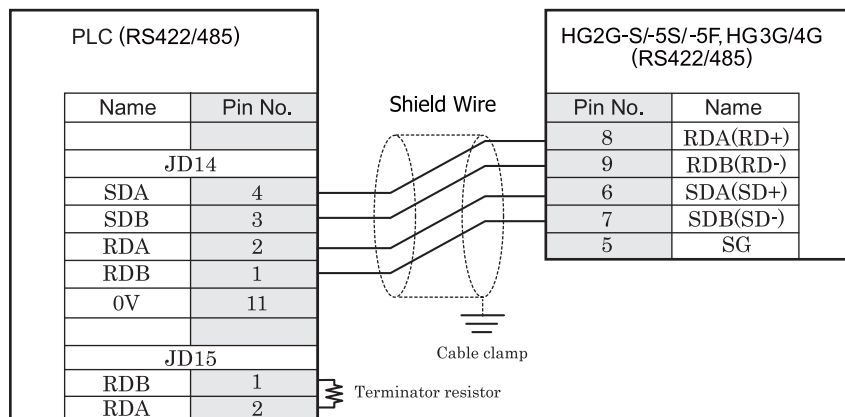 PLC (RS422/485)
Name Pin No.
JD14
SDA 4
SDB 3
RDA 2
RDB 1
0V 11
JD15
RDB 1
RDA 2
Shield Wire
Cable clamp
Terminator resistor
HG2G-S/-5S/-5F, HG3G/4G
(RS422/485)
Pin No. Name
8 RDA(RD+)
9 RDB(RD-)
6 SDA(SD+)
7 SDB(SD-)
5 SG